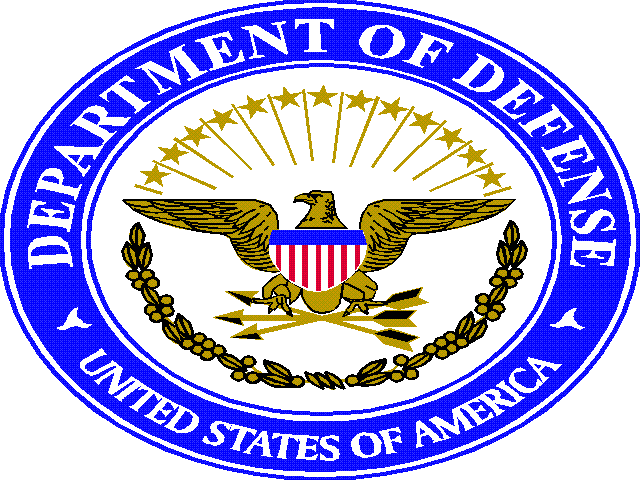 DEPARTMENT OF DEFENSE
UNITED STATES OF AMERICA